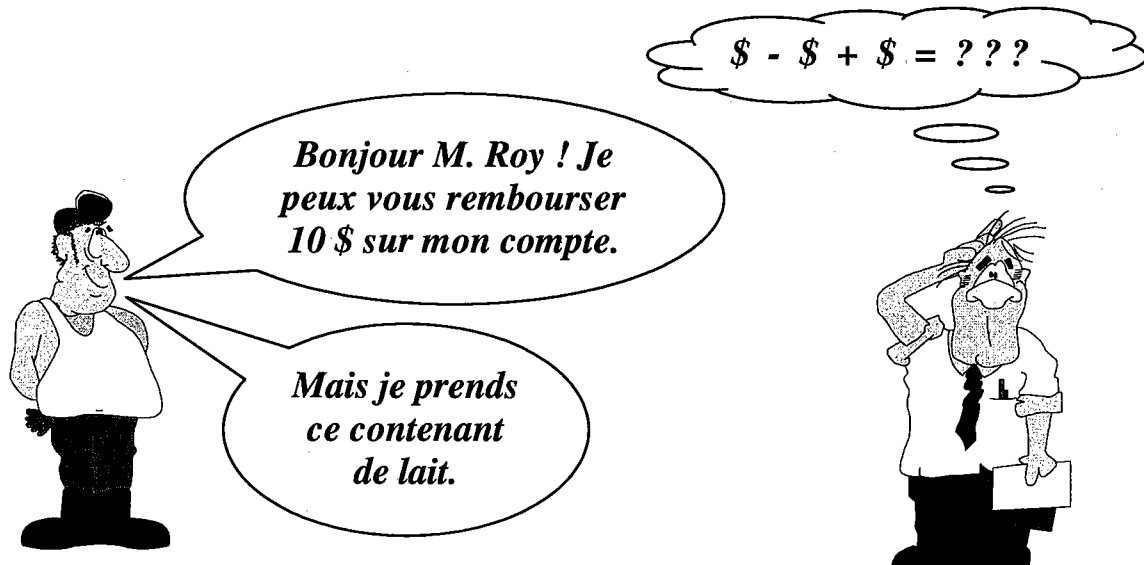 $ - $ + $ = ? ? ?
Bonjour M. Roy ! Je
peux vous rembourser
10 $ sur mon compte.
Mais je prends
ce contenant
de lait.